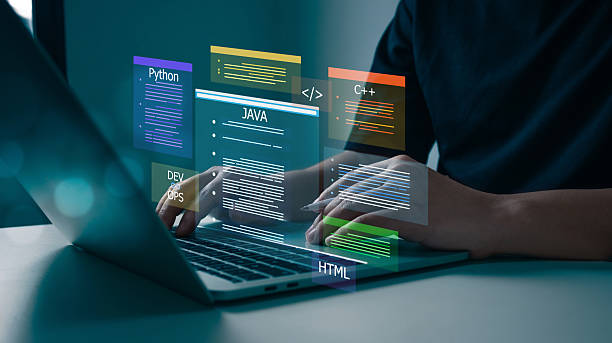 Python
C++
</>
JAVA
DEV
OPS
HTML